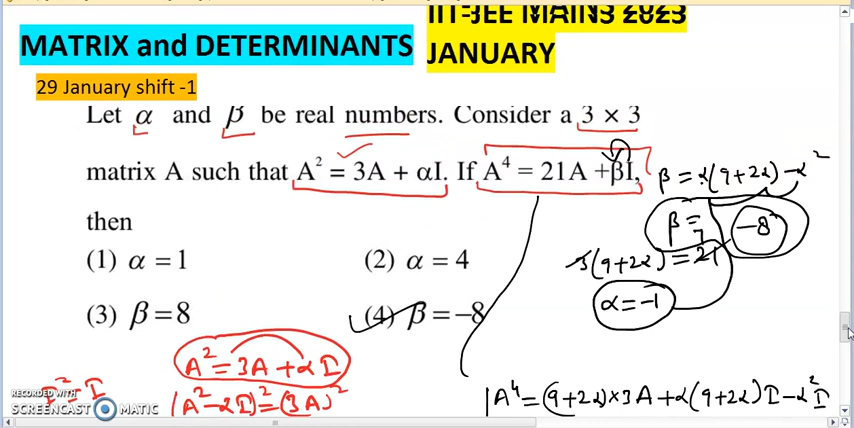 IIT-JEE MAINS 2023
MATRIX and DETERMINANTS
JANUARY
29 January shift -1
Let α and β be real numbers. Consider a 3 × 3
matrix A such that A² = 3A + αI. If A⁴ = 21A + βI,
then
(1) α = 1
(2) α = 4
(3) β = 8
(4) β = –8
β = α(9+2α) – α²
β = –8
3(9+2α) = 21
7
α = –1
A² = 3A + αI
I² = I
(A² – αI)² = (3A)²
A⁴ = (9+2α)×3A + α(9+2α)I – α²I
RECORDED WITH
SCREENCAST MATIC